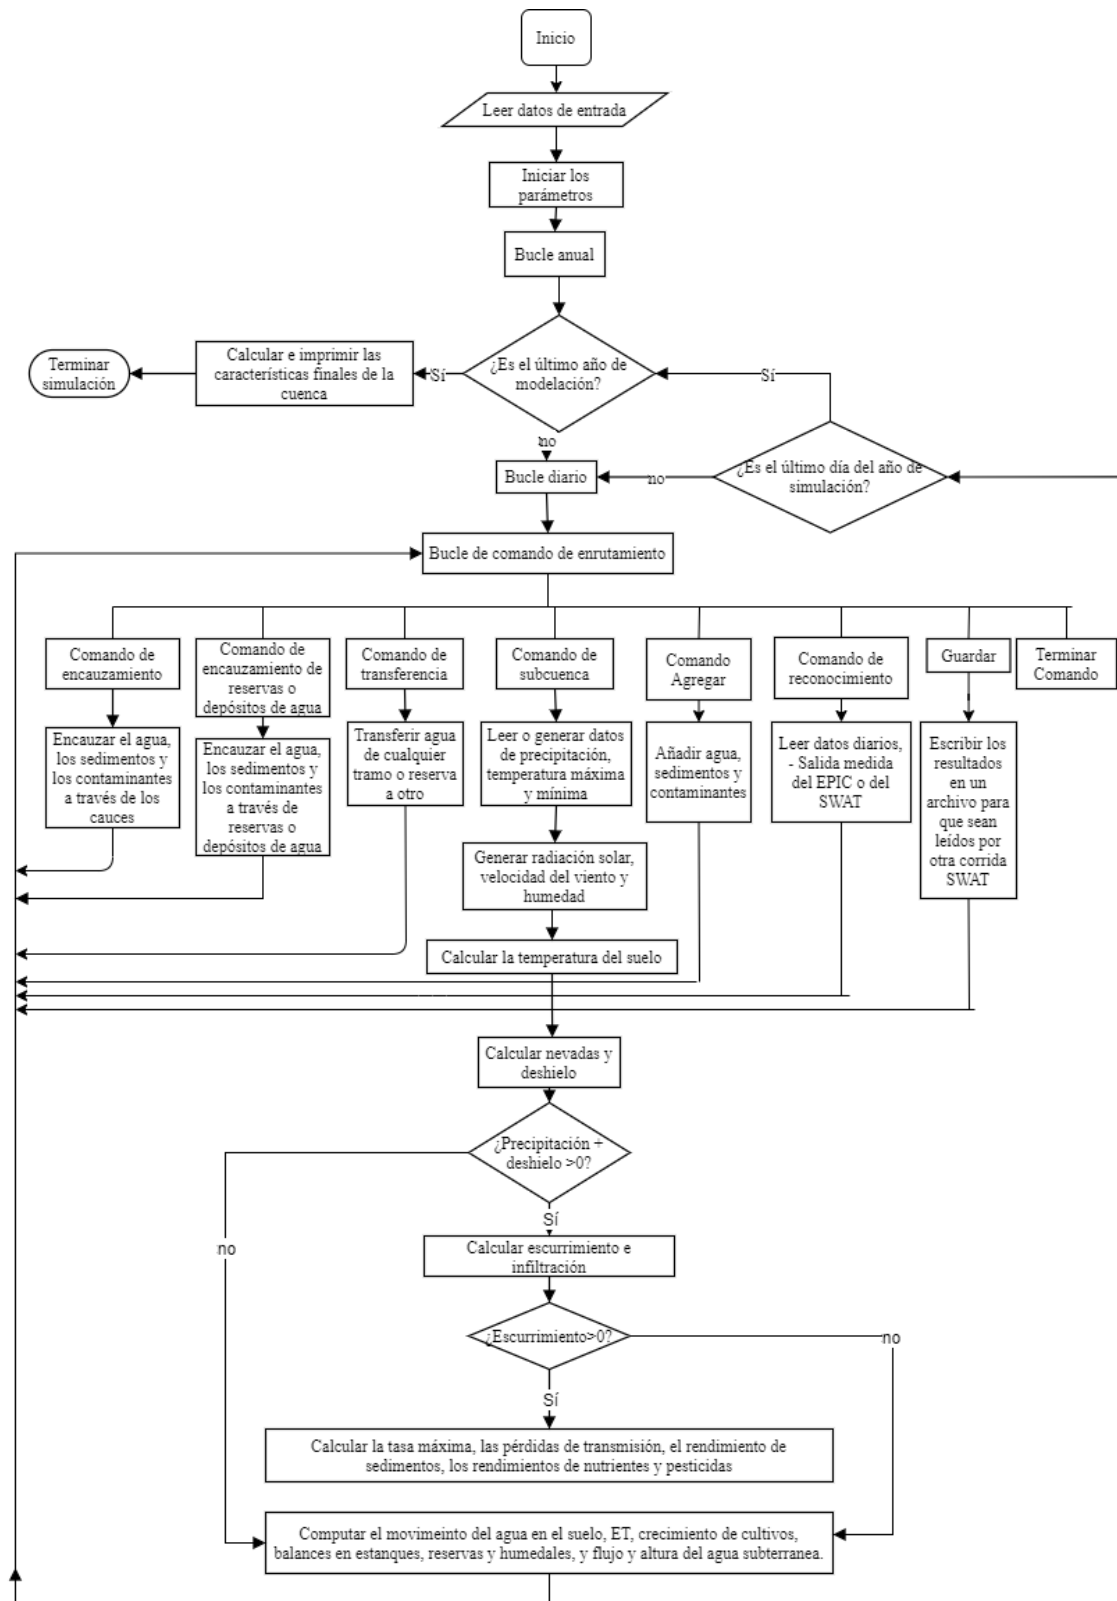 Inicio
Leer datos de entrada
Iniciar los
parámetros
Bucle anual
¿Es el último año de
modelación?
Sí
Calcular e imprimir las
características finales de la
cuenca
Terminar
simulación
Sí
no
¿Es el último día del año de
simulación?
no
Bucle diario
Bucle de comando de enrutamiento
Comando de
encauzamiento
Comando de
encauzamiento de
reservas o
depósitos de agua
Comando de
transferencia
Comando de
subcuenca
Comando
Agregar
Comando de
reconocimiento
Guardar
Terminar
Comando
Encauzar el agua,
los sedimentos y
los contaminantes
a través de los
cauces
Encauzar el agua,
los sedimentos y
los contaminantes
a través de
reservas o
depósitos de agua
Transferir agua
de cualquier
tramo o reserva
a otro
Leer o generar datos
de precipitación,
temperatura máxima
y mínima
Añadir agua,
sedimentos y
contaminantes
Leer datos diarios,
- Salida medida
del EPIC o del
SWAT
Escribir los
resultados
en un
archivo para
que sean
leídos por
otra corrida
SWAT
Generar radiación solar,
velocidad del viento y
humedad
Calcular la temperatura del suelo
Calcular nevadas y
deshielo
¿Precipitación +
deshielo >0?
Sí
no
Calcular escurrimiento e
infiltración
¿Escurrimiento>0?
no
Sí
Calcular la tasa máxima, las pérdidas de transmisión, el rendimiento de
sedimentos, los rendimientos de nutrientes y pesticidas
Computar el movimeinto del agua en el suelo, ET, crecimiento de cultivos,
balances en estanques, reservas y humedales, y flujo y altura del agua subterranea.